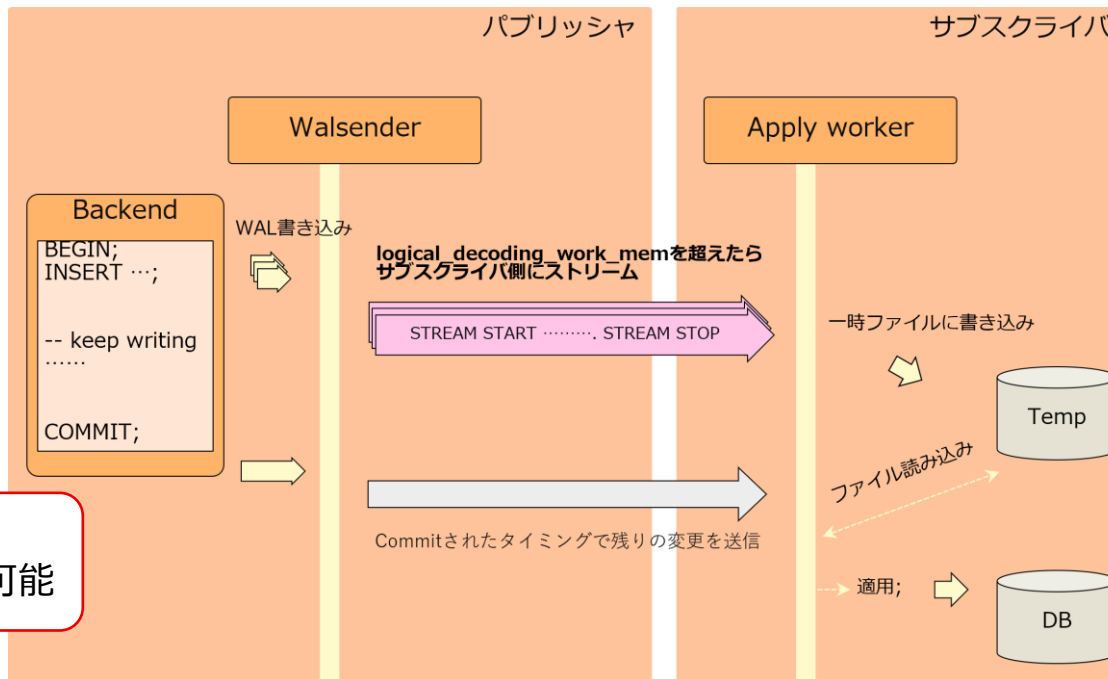 パブリッシャ
サブスクライバ
Walsender
Apply worker
Backend
BEGIN;
INSERT …;
-- keep writing
……
COMMIT;
WAL書き込み
logical_decoding_work_memを超えたら
サブスクライバ側にストリーム
STREAM START ………. STREAM STOP
一時ファイルに書き込み
Temp
ファイル読み込み
Commitされたタイミングで残りの変更を送信
可能
適用;
DB